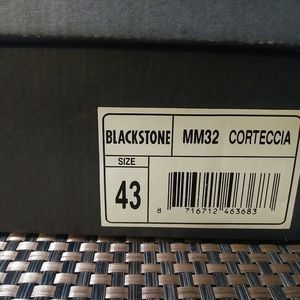 BLACKSTONE MM32 CORTECCIA
SIZE
43
8 716712 463683